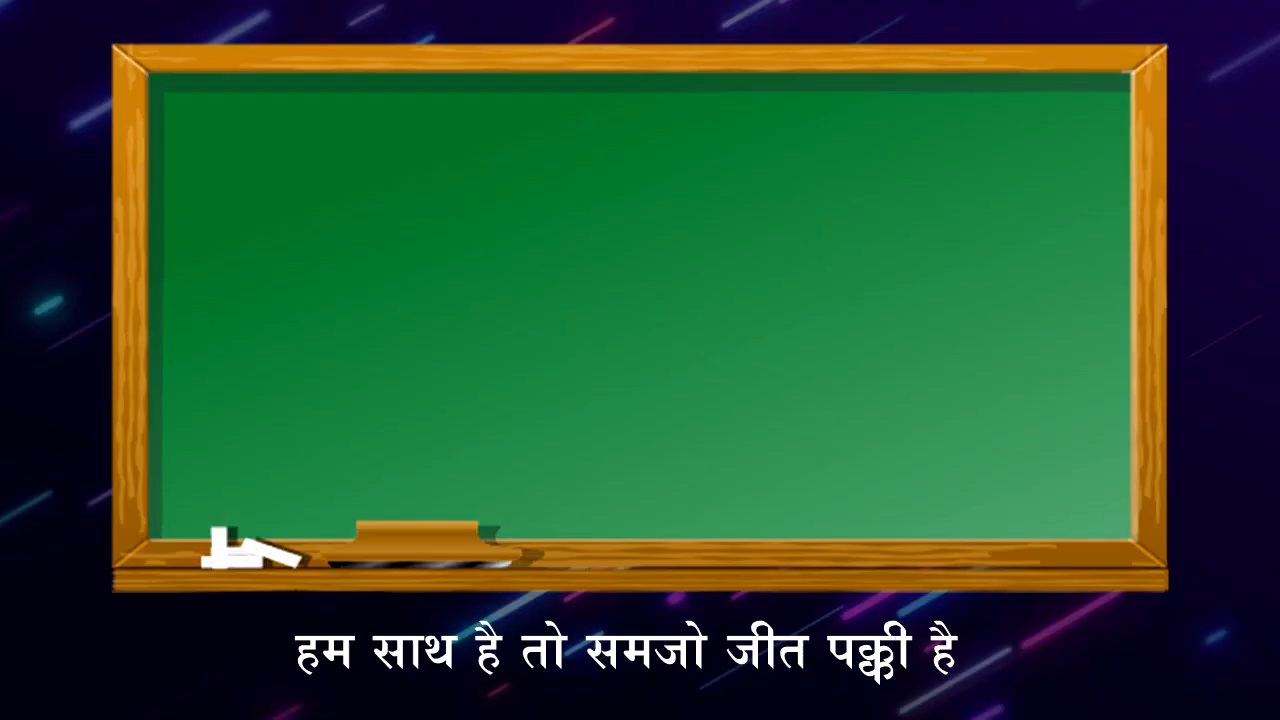 हम साथ है तो समजो जीत पक्की है